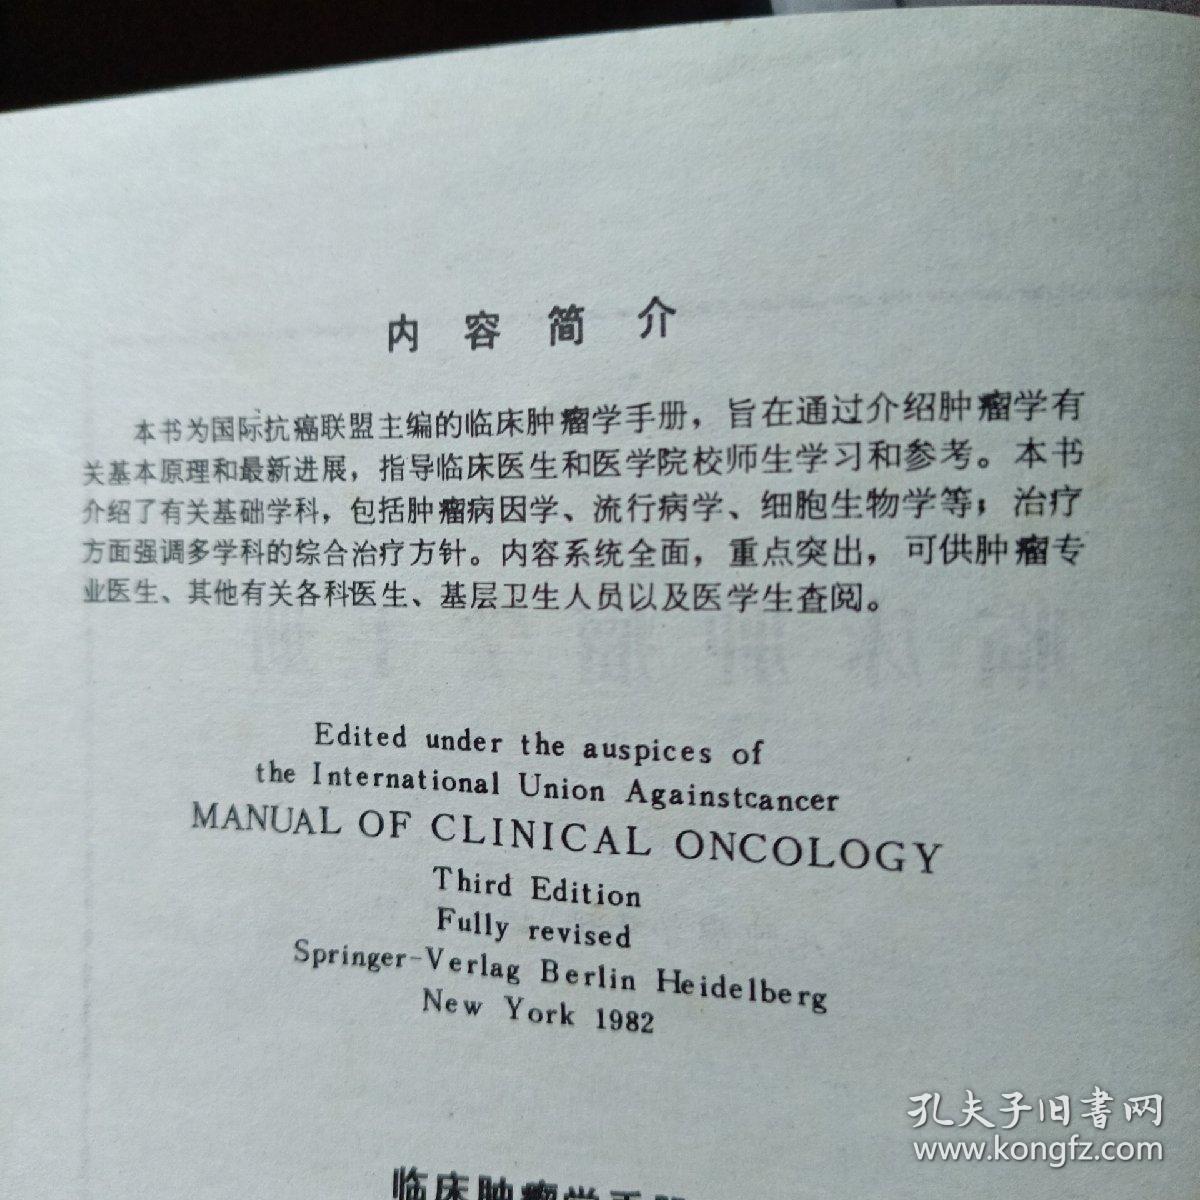 内容简介
本书为国际抗癌联盟主编的临床肿瘤学手册，旨在通过介绍肿瘤学有
关基本原理和最新进展，指导临床医生和医学院校师生学习和参考。本书
介绍了有关基础学科，包括肿瘤病因学、流行病学、细胞生物学等；治疗
方面强调多学科的综合治疗方针。内容系统全面，重点突出，可供肿瘤专
业医生、其他有关各科医生、基层卫生人员以及医学生查阅。
Edited under the auspices of
the International Union Againstcancer
MANUAL OF CLINICAL ONCOLOGY
Third Edition
Fully revised
Springer-Verlag Berlin Heidelberg
New York 1982
临床肿瘤学手册
孔夫子旧书网
www.kongfz.com